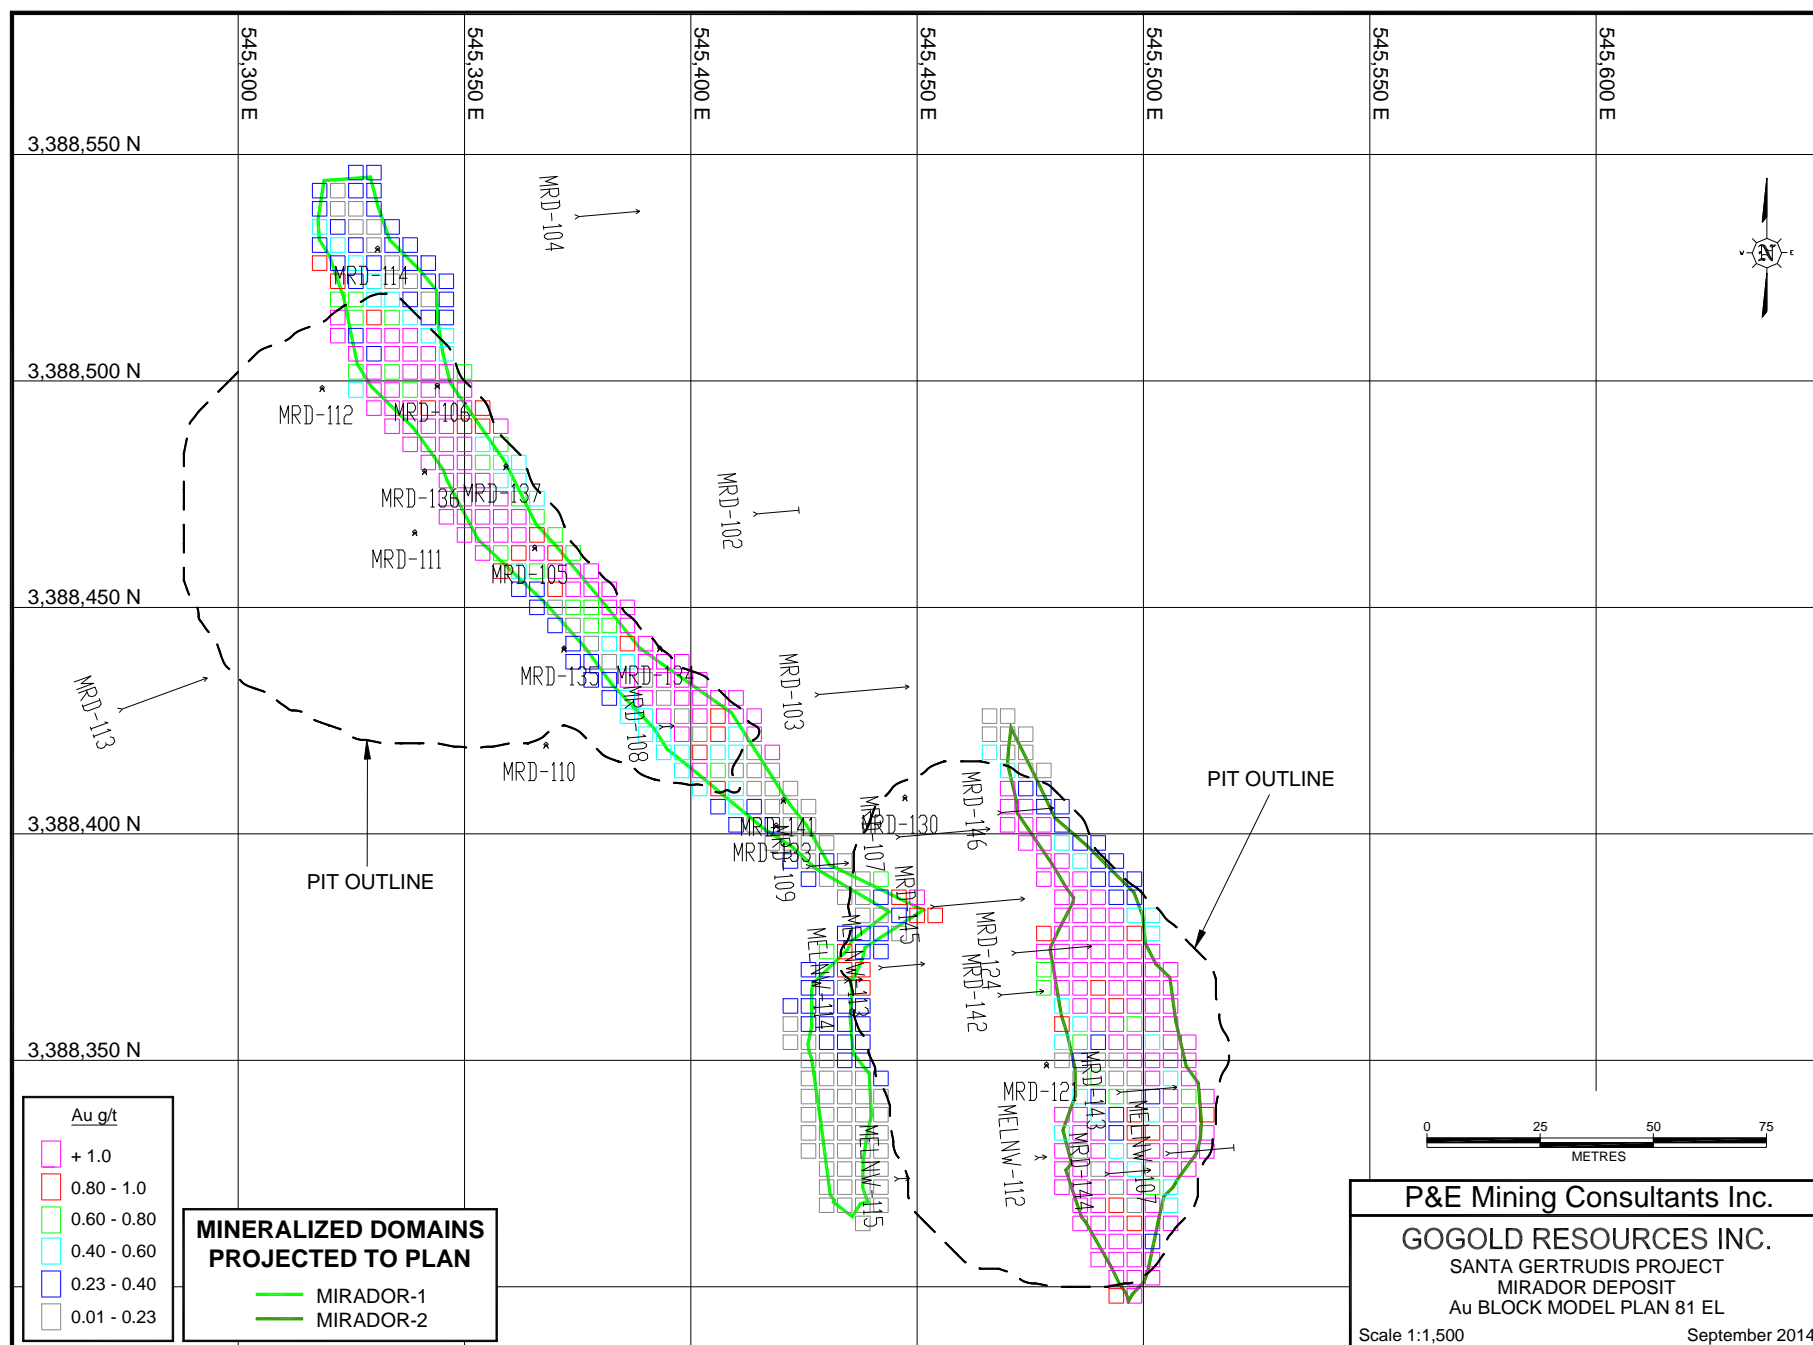 545,300 E
545,350 E
545,400 E
545,450 E
545,500 E
545,550 E
545,600 E
3,388,550 N
3,388,500 N
3,388,450 N
3,388,400 N
3,388,350 N
MRD-104
W
N
E
MRD-114
MRD-112
MRD-106
MRD-136
MRD-137
MRD-102
MRD-111
MRD-105
MRD-113
MRD-135
MRD-134
MRD-108
MRD-103
MRD-110
PIT OUTLINE
PIT OUTLINE
MRD-141
MRD-133
MRD-109
MRD-107
MRD-130
MRD-146
MRD-145
MRD-124
MRD-142
MELNW-113
MELNW-114
MRD-121
MRD-143
MELNW-112
MRD-144
MELNW-107
MELNW-115
Au g/t
+ 1.0
0.80 - 1.0
0.60 - 0.80
0.40 - 0.60
0.23 - 0.40
0.01 - 0.23
MINERALIZED DOMAINS
PROJECTED TO PLAN
MIRADOR-1
MIRADOR-2
0 25 50 75
METRES
P&E Mining Consultants Inc.
GOGOLD RESOURCES INC.
SANTA GERTRUDIS PROJECT
MIRADOR DEPOSIT
Au BLOCK MODEL PLAN 81 EL
Scale 1:1,500 September 2014